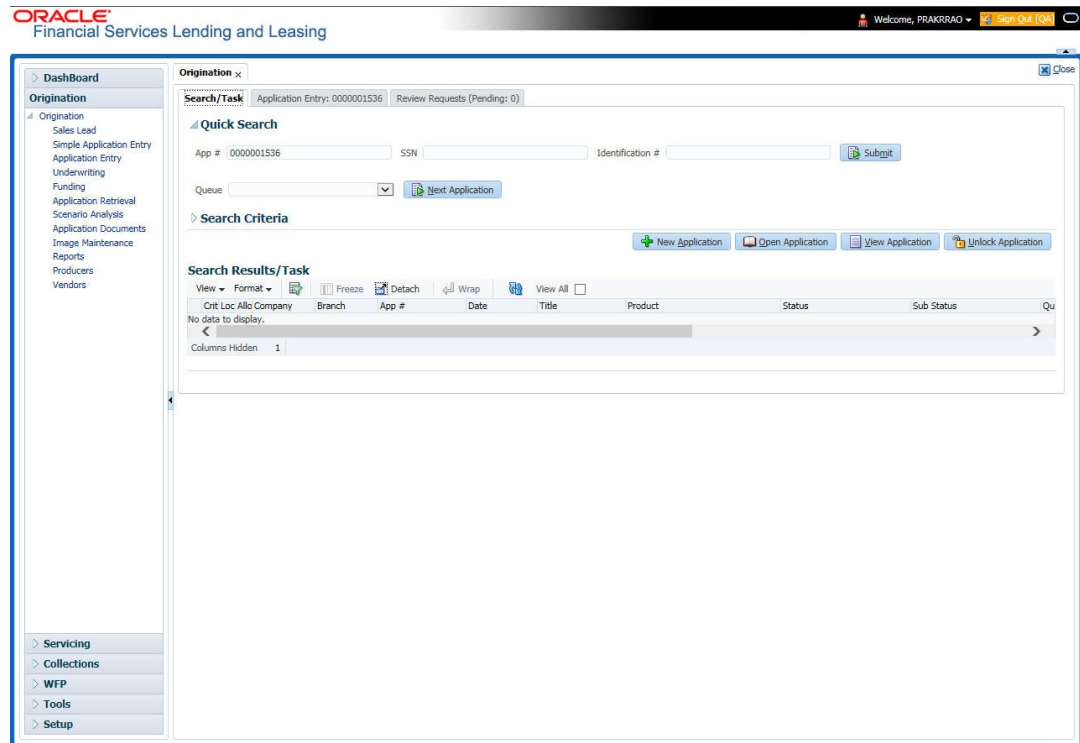 ORACLE
Financial Services Lending and Leasing
Welcome, PRAKRRAO
Sign Out [QA]
Close
DashBoard
Origination
Origination
Sales Lead
Simple Application Entry
Application Entry
Underwriting
Funding
Application Retrieval
Scenario Analysis
Application Documents
Image Maintenance
Reports
Producers
Vendors
Servicing
Collections
WFP
Tools
Setup
Origination
Search/Task Application Entry: 0000001536 Review Requests (Pending: 0)
Quick Search
App # 0000001536 SSN Identification # Submit
Queue Next Application
Search Criteria
New Application Open Application View Application Unlock Application
Search Results/Task
View Format Freeze Detach Wrap View All
Crit Loc Allo Company Branch App # Date Title Product Status Sub Status Qu
No data to display.
Columns Hidden 1